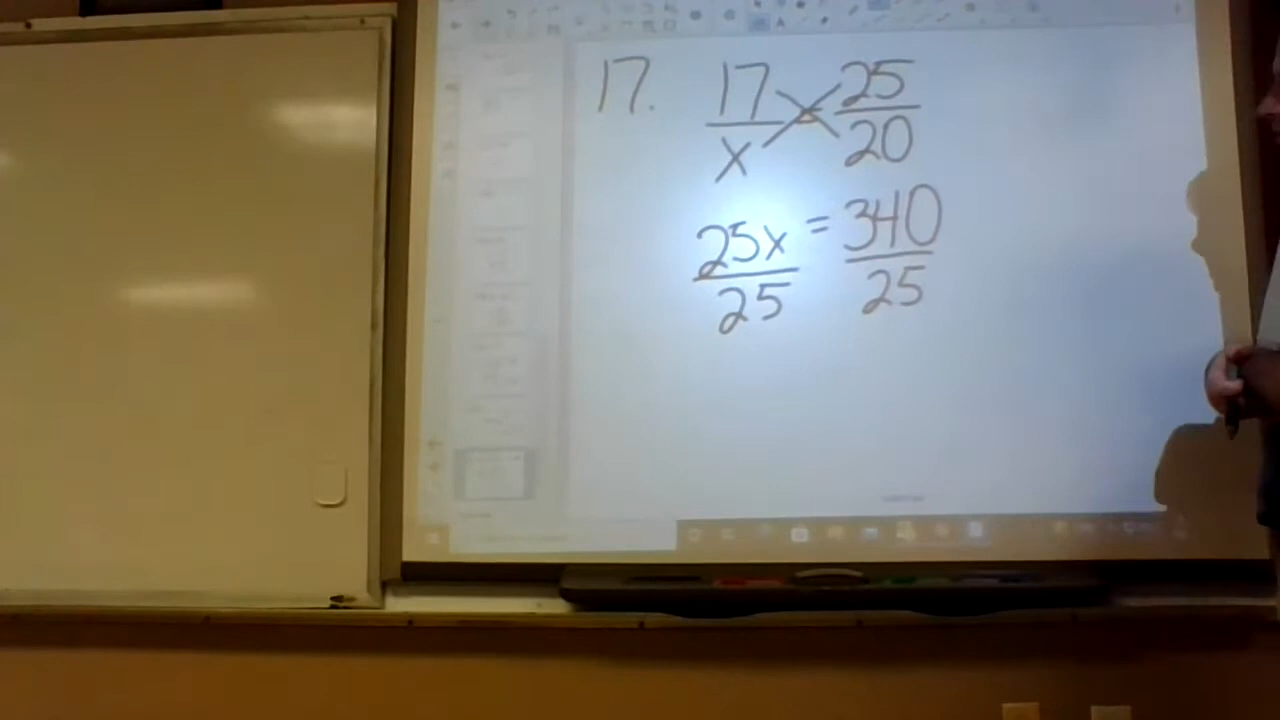 17. 17/x = 25/20
25x/25 = 340/25